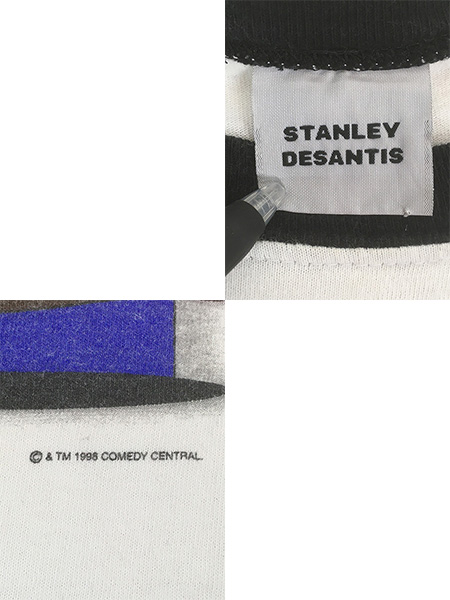 STANLEY
DESANTIS
© & TM 1998 COMEDY CENTRAL.